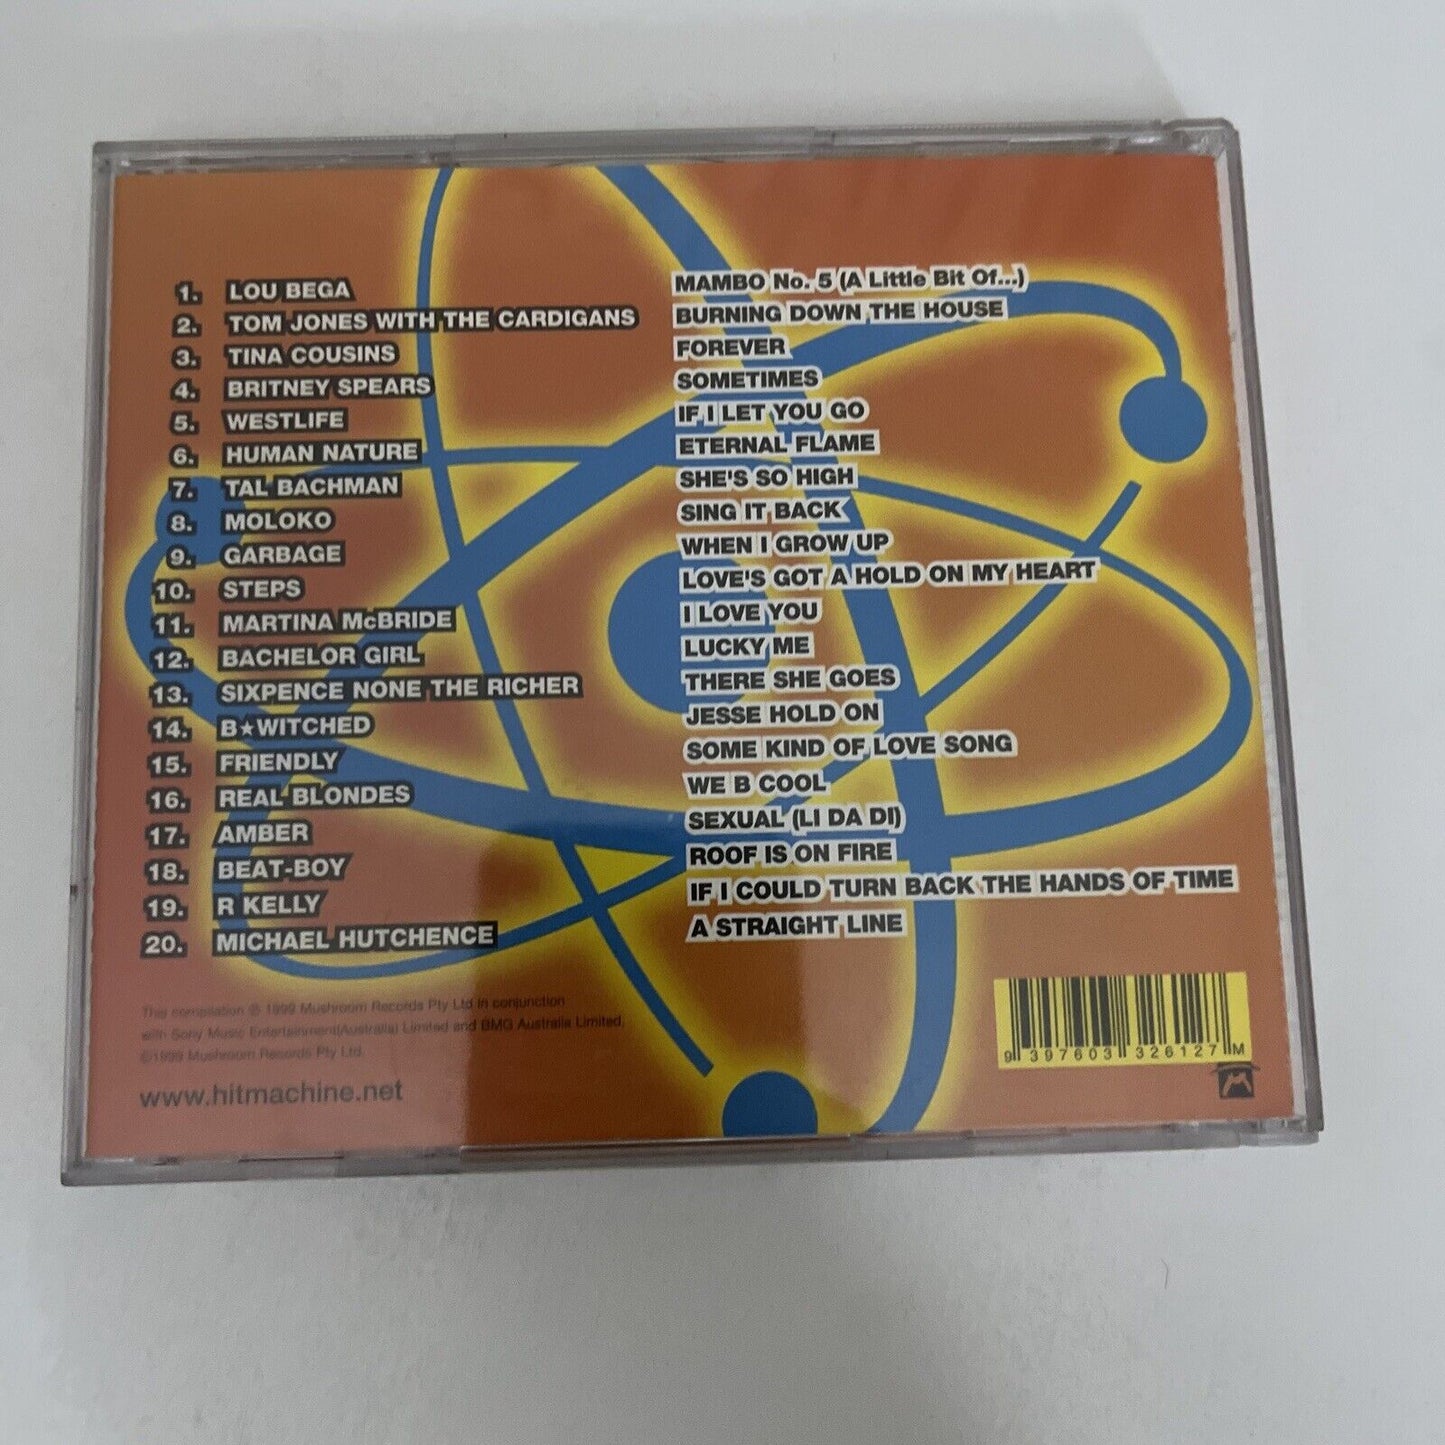 1. LOU BEGA MAMBO No. 5 (A Little Bit Of...)
2. TOM JONES WITH THE CARDIGANS BURNING DOWN THE HOUSE
3. TINA COUSINS FOREVER
4. BRITNEY SPEARS SOMETIMES
5. WESTLIFE IF I LET YOU GO
6. HUMAN NATURE ETERNAL FLAME
7. TAL BACHMAN SHE'S SO HIGH
8. MOLOKO SING IT BACK
9. GARBAGE WHEN I GROW UP
10. STEPS LOVE'S GOT A HOLD ON MY HEART
11. MARTINA McBRIDE I LOVE YOU
12. BACHELOR GIRL LUCKY ME
13. SIXPENCE NONE THE RICHER THERE SHE GOES
14. B★WITCHED JESSE HOLD ON
15. FRIENDLY SOME KIND OF LOVE SONG
16. REAL BLONDES WE B COOL
17. AMBER SEXUAL (LI DA DI)
18. BEAT-BOY ROOF IS ON FIRE
19. R KELLY IF I COULD TURN BACK THE HANDS OF TIME
20. MICHAEL HUTCHENCE A STRAIGHT LINE
This compilation ℗ 1999 Mushroom Records Pty Ltd in conjunction
with Sony Music Entertainment(Australia) Limited and BMG Australia Limited.
©1999 Mushroom Records Pty Ltd.
www.hitmachine.net
9 397603 326127 M